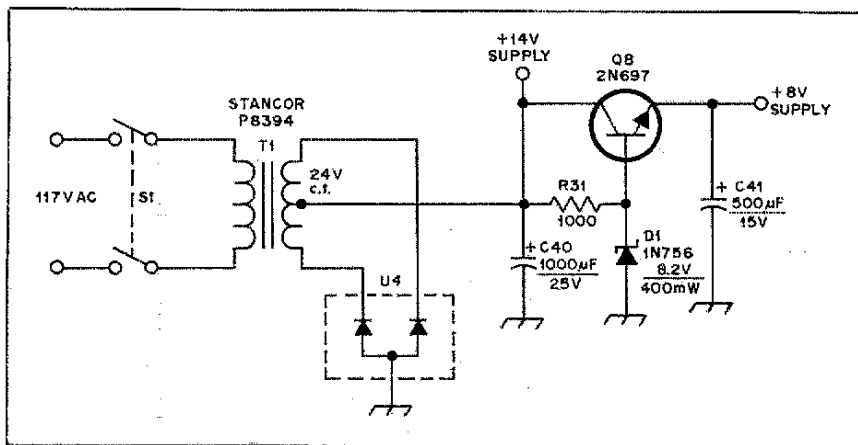 +14V
SUPPLY
Q8
2N697
+8V
SUPPLY
STANCOR
P8394
T1
24V
c.t.
117VAC
S1
R31
1000
+ C41
500µF
15V
+ C40
1000µF
25V
D1
1N756
8.2V
400mW
U4